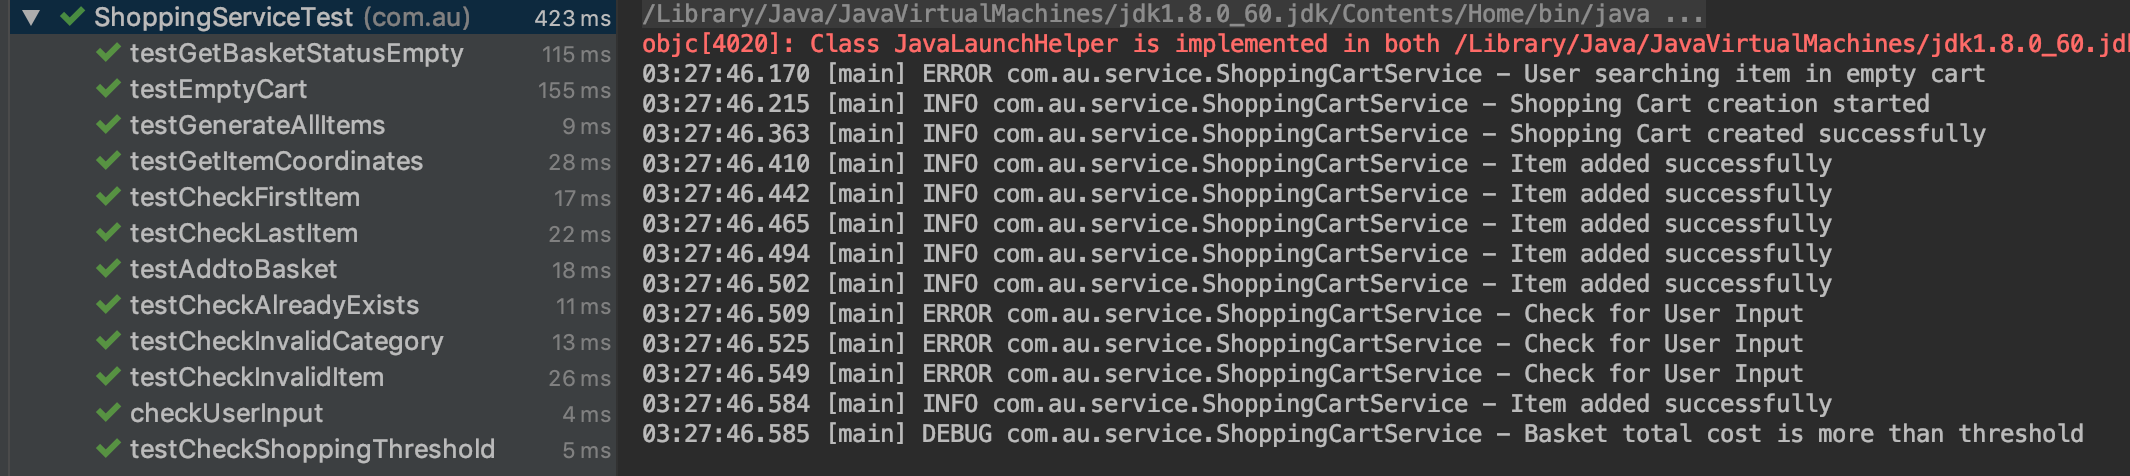 ShoppingServiceTest (com.au) 423 ms
testGetBasketStatusEmpty 115 ms
testEmptyCart 155 ms
testGenerateAllItems 9 ms
testGetItemCoordinates 28 ms
testCheckFirstItem 17 ms
testCheckLastItem 22 ms
testAddtoBasket 18 ms
testCheckAlreadyExists 11 ms
testCheckInvalidCategory 13 ms
testCheckInvalidItem 26 ms
checkUserInput 4 ms
testCheckShoppingThreshold 5 ms
/Library/Java/JavaVirtualMachines/jdk1.8.0_60.jdk/Contents/Home/bin/java ...
objc[4020]: Class JavaLaunchHelper is implemented in both /Library/Java/JavaVirtualMachines/jdk1.8.0_60.jd
03:27:46.170 [main] ERROR com.au.service.ShoppingCartService – User searching item in empty cart
03:27:46.215 [main] INFO com.au.service.ShoppingCartService – Shopping Cart creation started
03:27:46.363 [main] INFO com.au.service.ShoppingCartService – Shopping Cart created successfully
03:27:46.410 [main] INFO com.au.service.ShoppingCartService – Item added successfully
03:27:46.442 [main] INFO com.au.service.ShoppingCartService – Item added successfully
03:27:46.465 [main] INFO com.au.service.ShoppingCartService – Item added successfully
03:27:46.494 [main] INFO com.au.service.ShoppingCartService – Item added successfully
03:27:46.502 [main] INFO com.au.service.ShoppingCartService – Item added successfully
03:27:46.509 [main] ERROR com.au.service.ShoppingCartService – Check for User Input
03:27:46.525 [main] ERROR com.au.service.ShoppingCartService – Check for User Input
03:27:46.549 [main] ERROR com.au.service.ShoppingCartService – Check for User Input
03:27:46.584 [main] INFO com.au.service.ShoppingCartService – Item added successfully
03:27:46.585 [main] DEBUG com.au.service.ShoppingCartService – Basket total cost is more than threshold